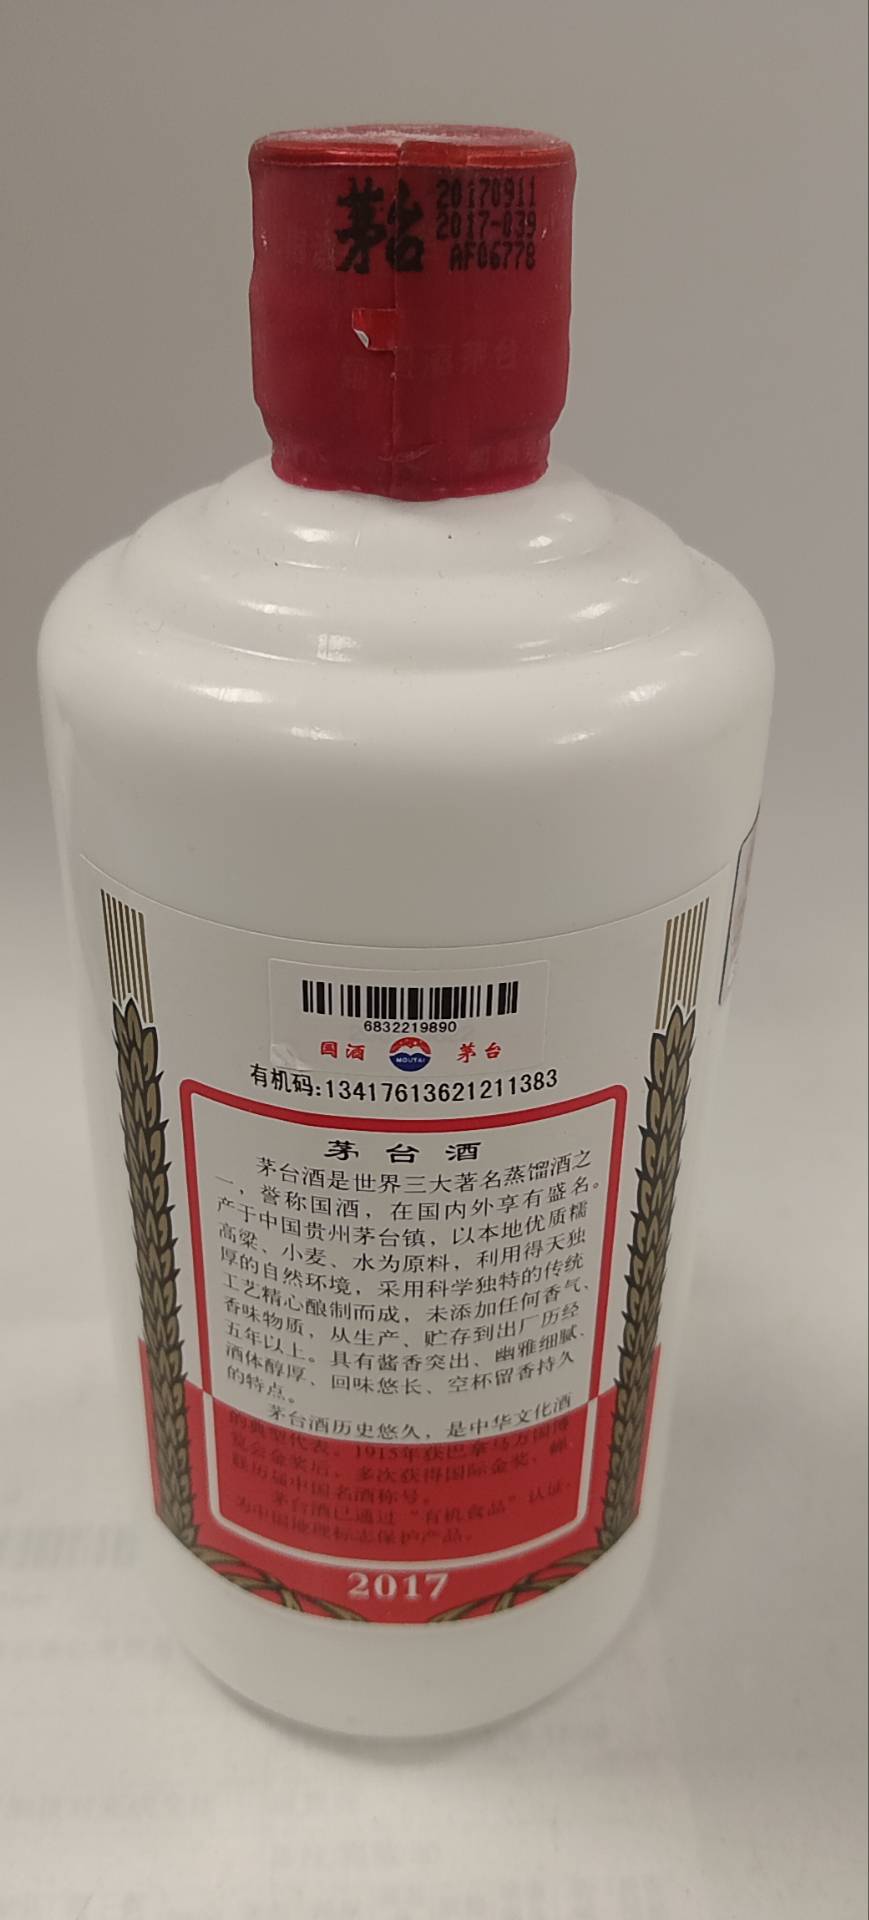 茅台
20170911
2017-039
AF06778
酒茅台
6832219890
国酒 MOUTAI 茅台
有机码:13417613621211383
茅台酒
茅台酒是世界三大著名蒸馏酒之
一，誉称国酒，在国内外享有盛名。
产于中国贵州茅台镇，以本地优质糯
高粱、小麦、水为原料，利用得天独
厚的自然环境，采用科学独特的传统
工艺精心酿制而成，未添加任何香气、
香味物质，从生产、贮存到出厂历经
五年以上。具有酱香突出、幽雅细腻、
酒体醇厚、回味悠长、空杯留香持久
的特点。
茅台酒历史悠久，是中华文化酒
的典型代表。1915年获巴拿马万国博
览会金奖后，多次获得国际金奖，蝉
联历届中国名酒称号。
茅台酒已通过“有机食品”认证，
为中国地理标志保护产品。
2017